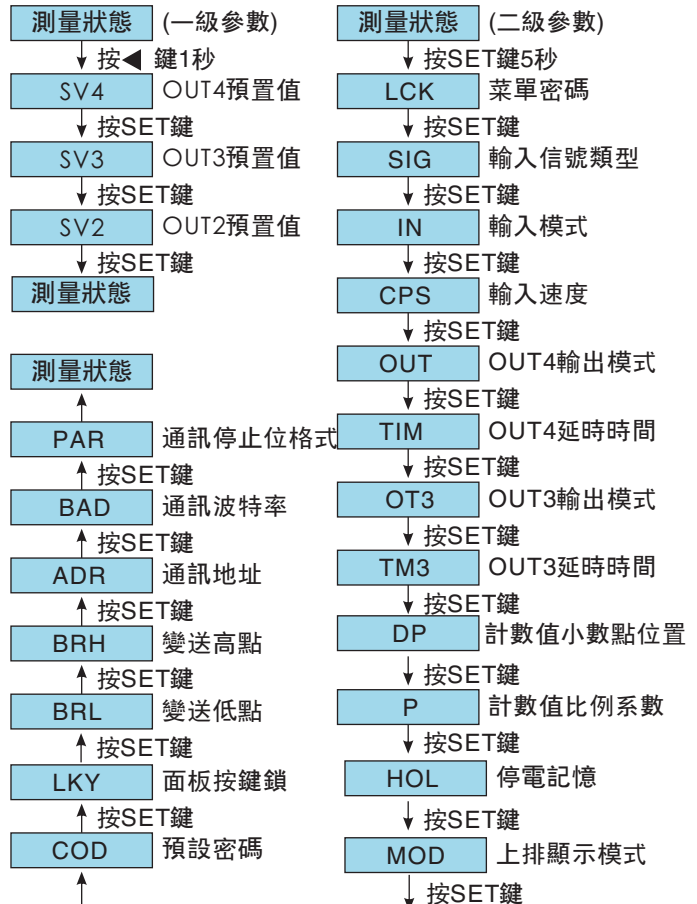 測量狀態 (一級參數)
按◀ 鍵1秒
SV4 OUT4預置值
按SET鍵
SV3 OUT3預置值
按SET鍵
SV2 OUT2預置值
按SET鍵
測量狀態
測量狀態
PAR 通訊停止位格式
按SET鍵
BAD 通訊波特率
按SET鍵
ADR 通訊地址
按SET鍵
BRH 變送高點
按SET鍵
BRL 變送低點
按SET鍵
LKY 面板按鍵鎖
按SET鍵
COD 預設密碼
測量狀態 (二級參數)
按SET鍵5秒
LCK 菜單密碼
按SET鍵
SIG 輸入信號類型
按SET鍵
IN 輸入模式
按SET鍵
CPS 輸入速度
按SET鍵
OUT OUT4輸出模式
按SET鍵
TIM OUT4延時時間
按SET鍵
OT3 OUT3輸出模式
按SET鍵
TM3 OUT3延時時間
按SET鍵
DP 計數值小數點位置
按SET鍵
P 計數值比例系數
按SET鍵
HOL 停電記憶
按SET鍵
MOD 上排顯示模式
按SET鍵